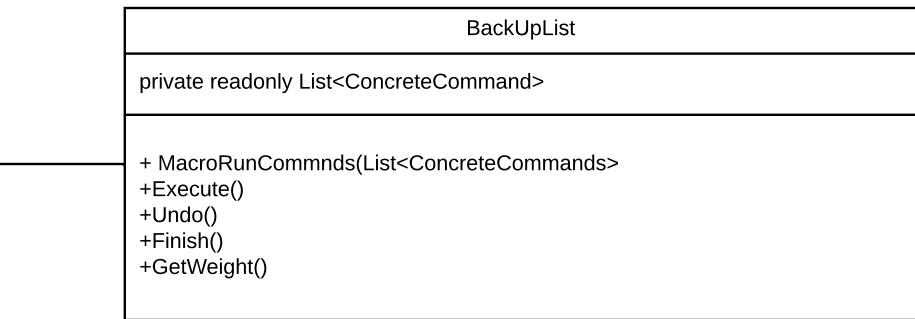 BackUpList
private readonly List<ConcreteCommand>
+ MacroRunCommnds(List<ConcreteCommands>
+Execute()
+Undo()
+Finish()
+GetWeight()